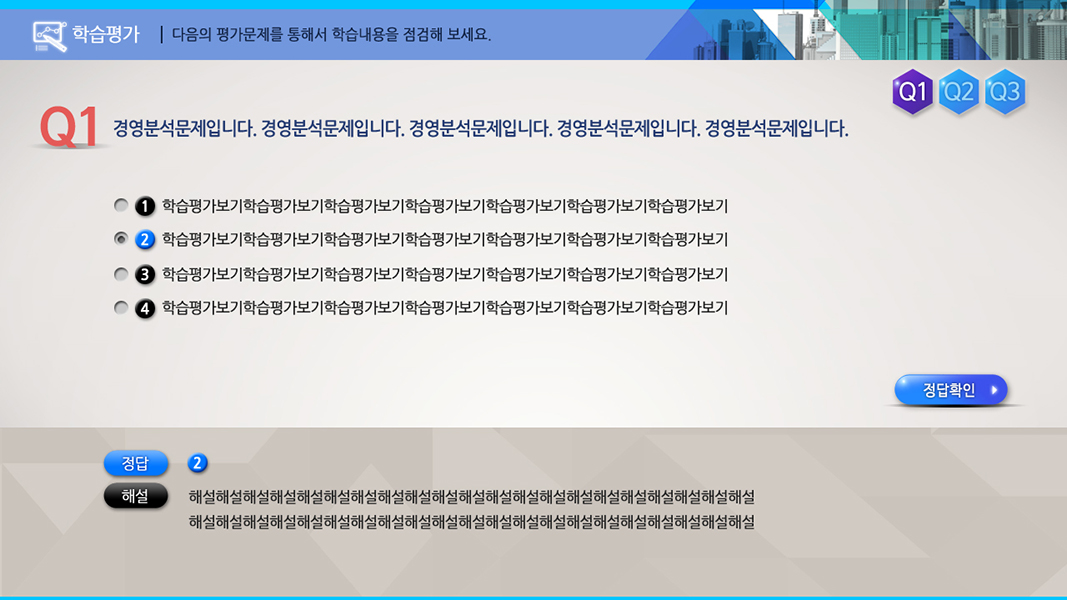 학습평가 | 다음의 평가문제를 통해서 학습내용을 점검해 보세요.
Q1 Q2 Q3
Q1 경영분석문제입니다. 경영분석문제입니다. 경영분석문제입니다. 경영분석문제입니다. 경영분석문제입니다.
1 학습평가보기학습평가보기학습평가보기학습평가보기학습평가보기학습평가보기학습평가보기
2 학습평가보기학습평가보기학습평가보기학습평가보기학습평가보기학습평가보기학습평가보기
3 학습평가보기학습평가보기학습평가보기학습평가보기학습평가보기학습평가보기학습평가보기
4 학습평가보기학습평가보기학습평가보기학습평가보기학습평가보기학습평가보기학습평가보기
정답확인
정답 2
해설 해설해설해설해설해설해설해설해설해설해설해설해설해설해설해설해설해설해설해설해설해설
해설해설해설해설해설해설해설해설해설해설해설해설해설해설해설해설해설해설해설해설해설